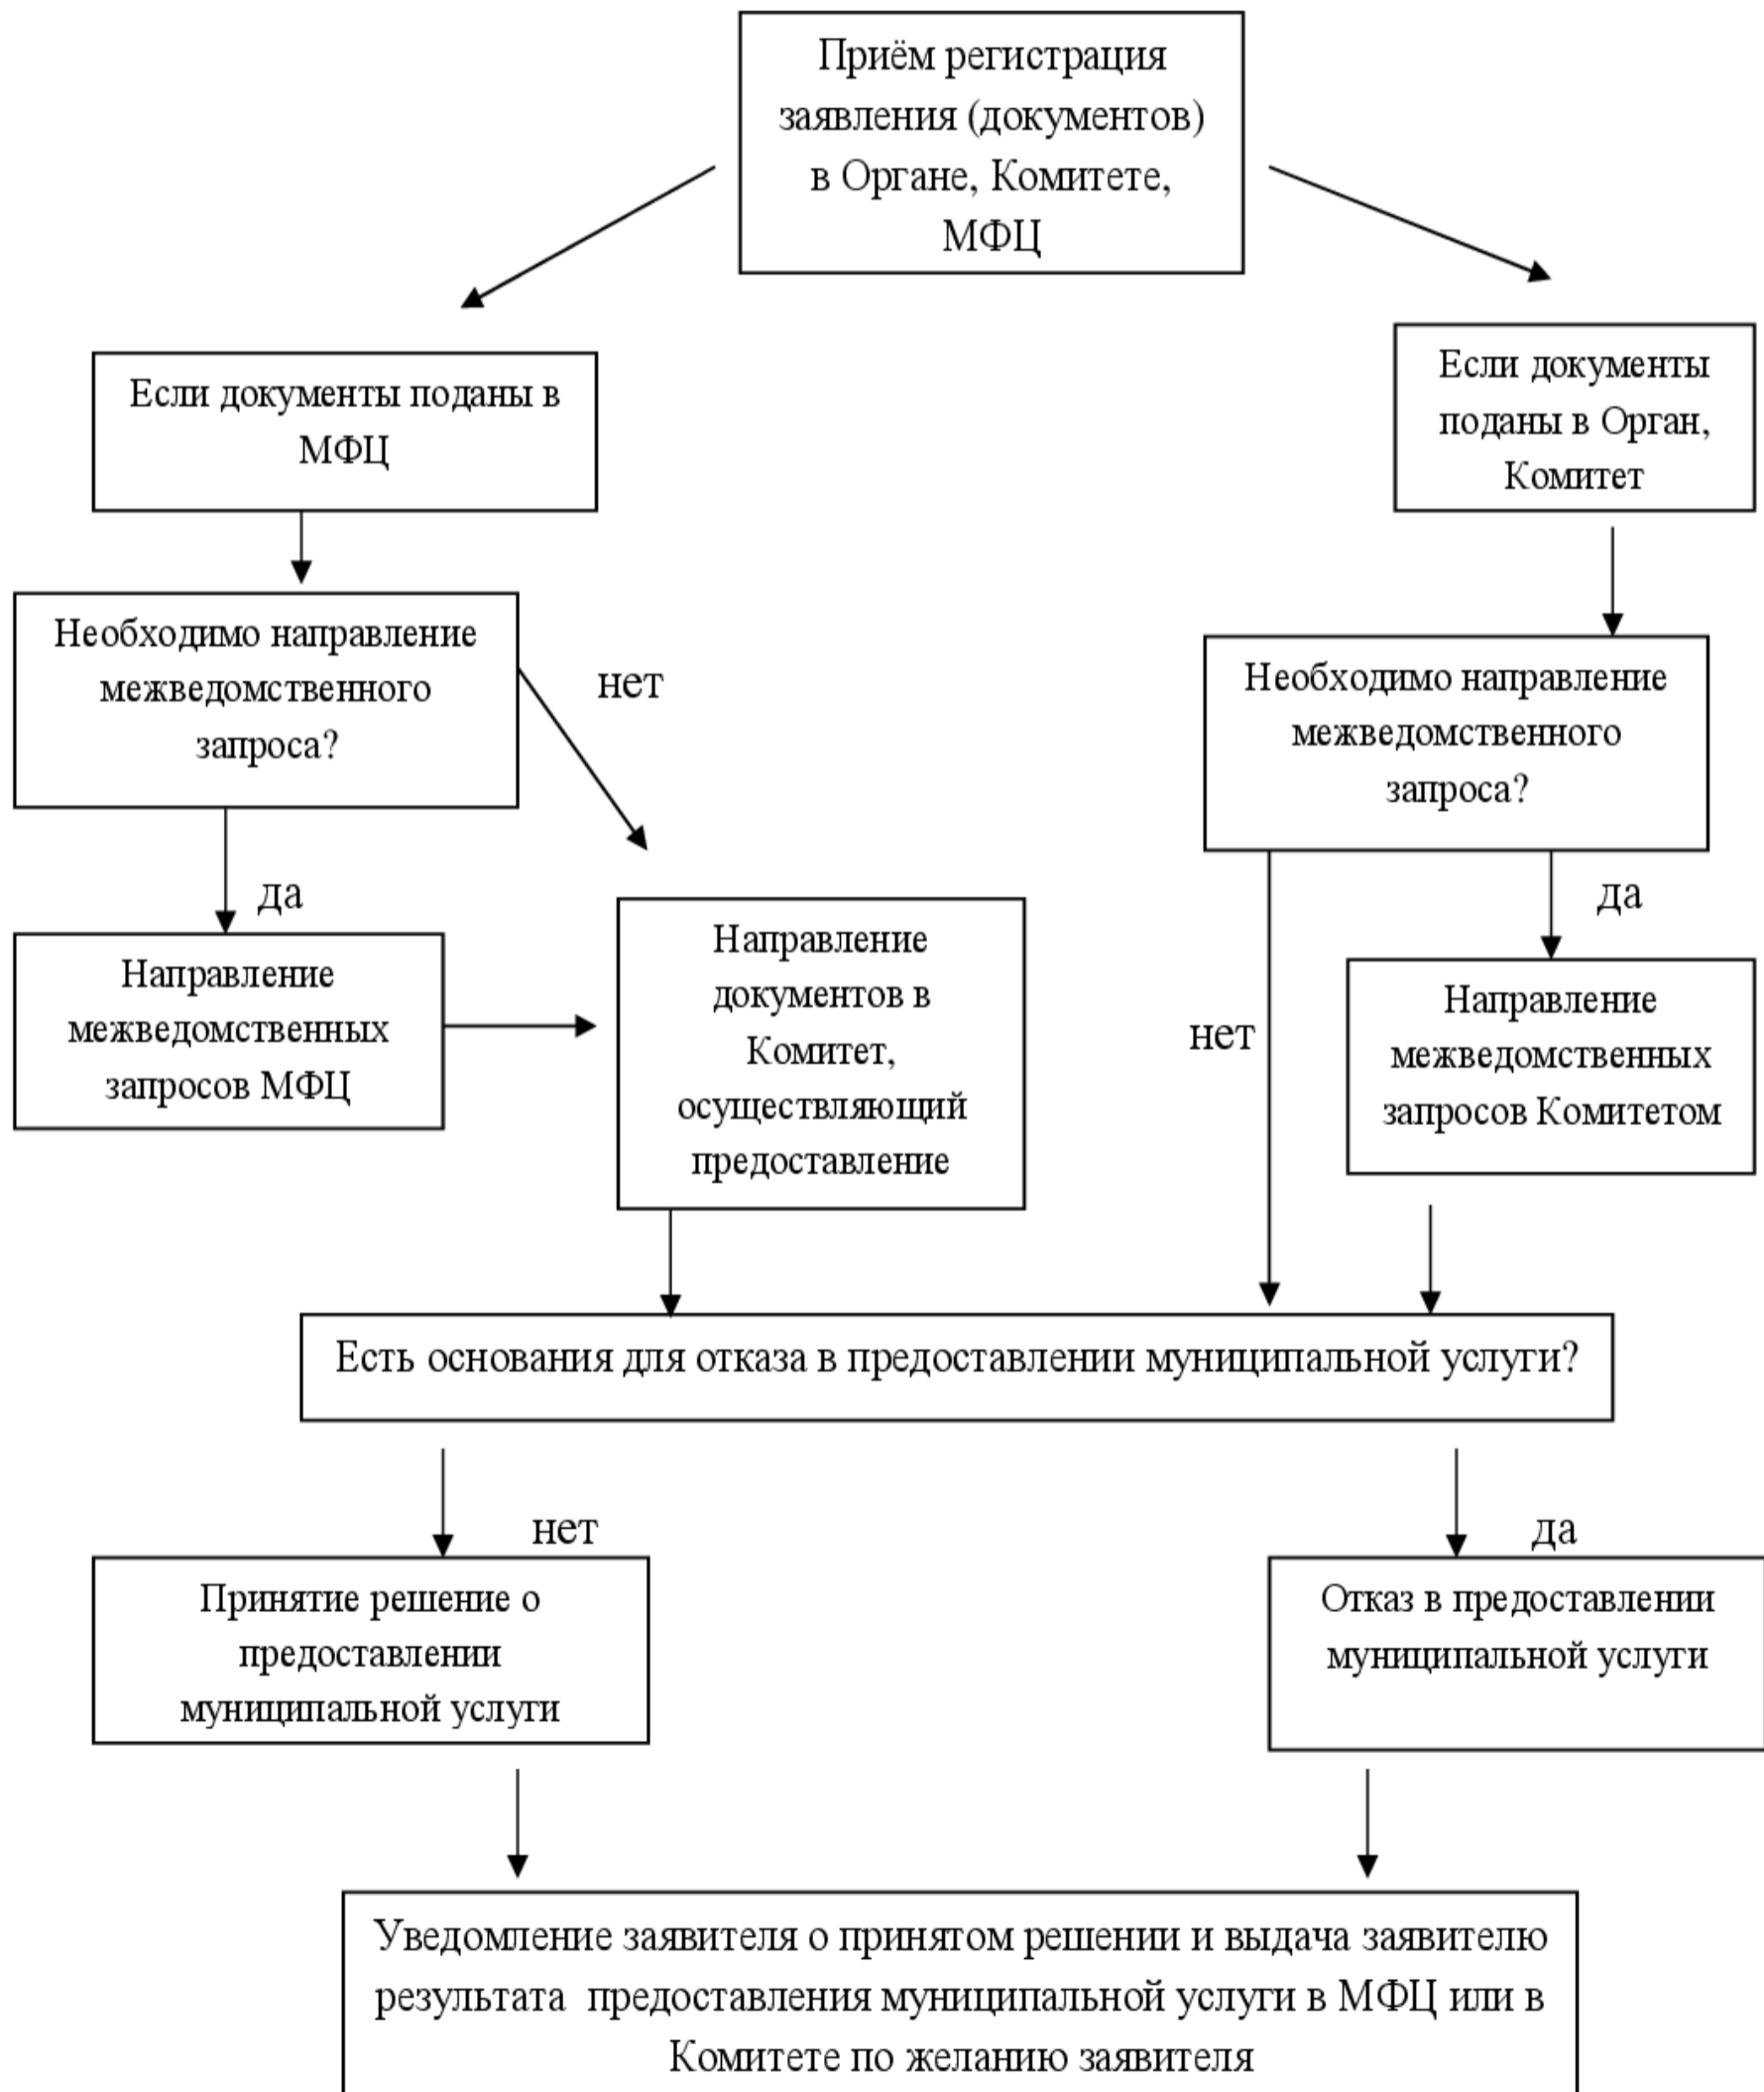 Приём регистрация
заявления (документов)
в Органе, Комитете,
МФЦ
Если документы поданы в
МФЦ
Если документы
поданы в Орган,
Комитет
Необходимо направление
межведомственного
запроса?
нет
Необходимо направление
межведомственного
запроса?
да
да
Направление
межведомственных
запросов МФЦ
Направление
документов в
Комитет,
осуществляющий
предоставление
нет
Направление
межведомственных
запросов Комитетом
Есть основания для отказа в предоставлении муниципальной услуги?
нет
да
Принятие решение о
предоставлении
муниципальной услуги
Отказ в предоставлении
муниципальной услуги
Уведомление заявителя о принятом решении и выдача заявителю
результата предоставления муниципальной услуги в МФЦ или в
Комитете по желанию заявителя